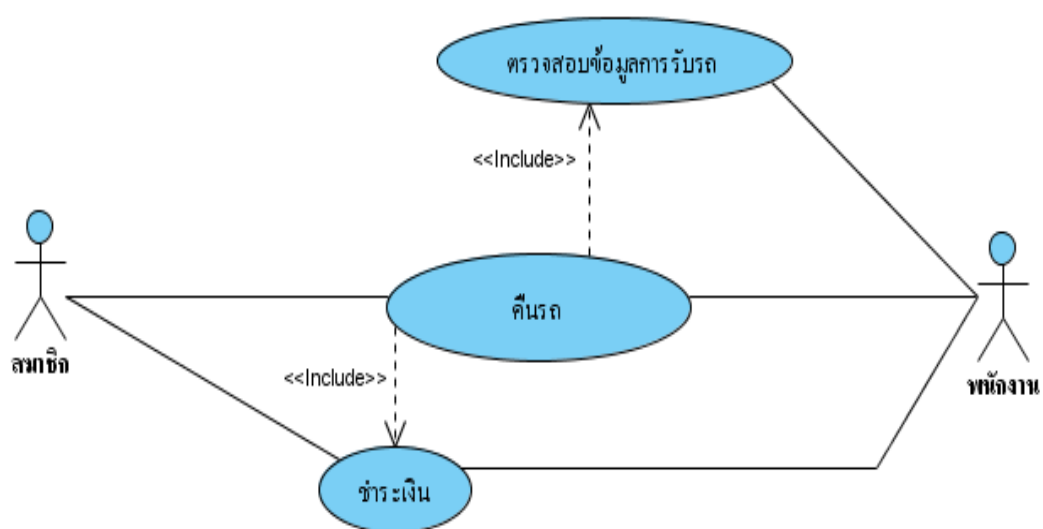 ตรวจสอบข้อมูลการรับรถ
<<Include>>
คืนรถ
สมาชิก
<<Include>>
พนักงาน
ชำระเงิน